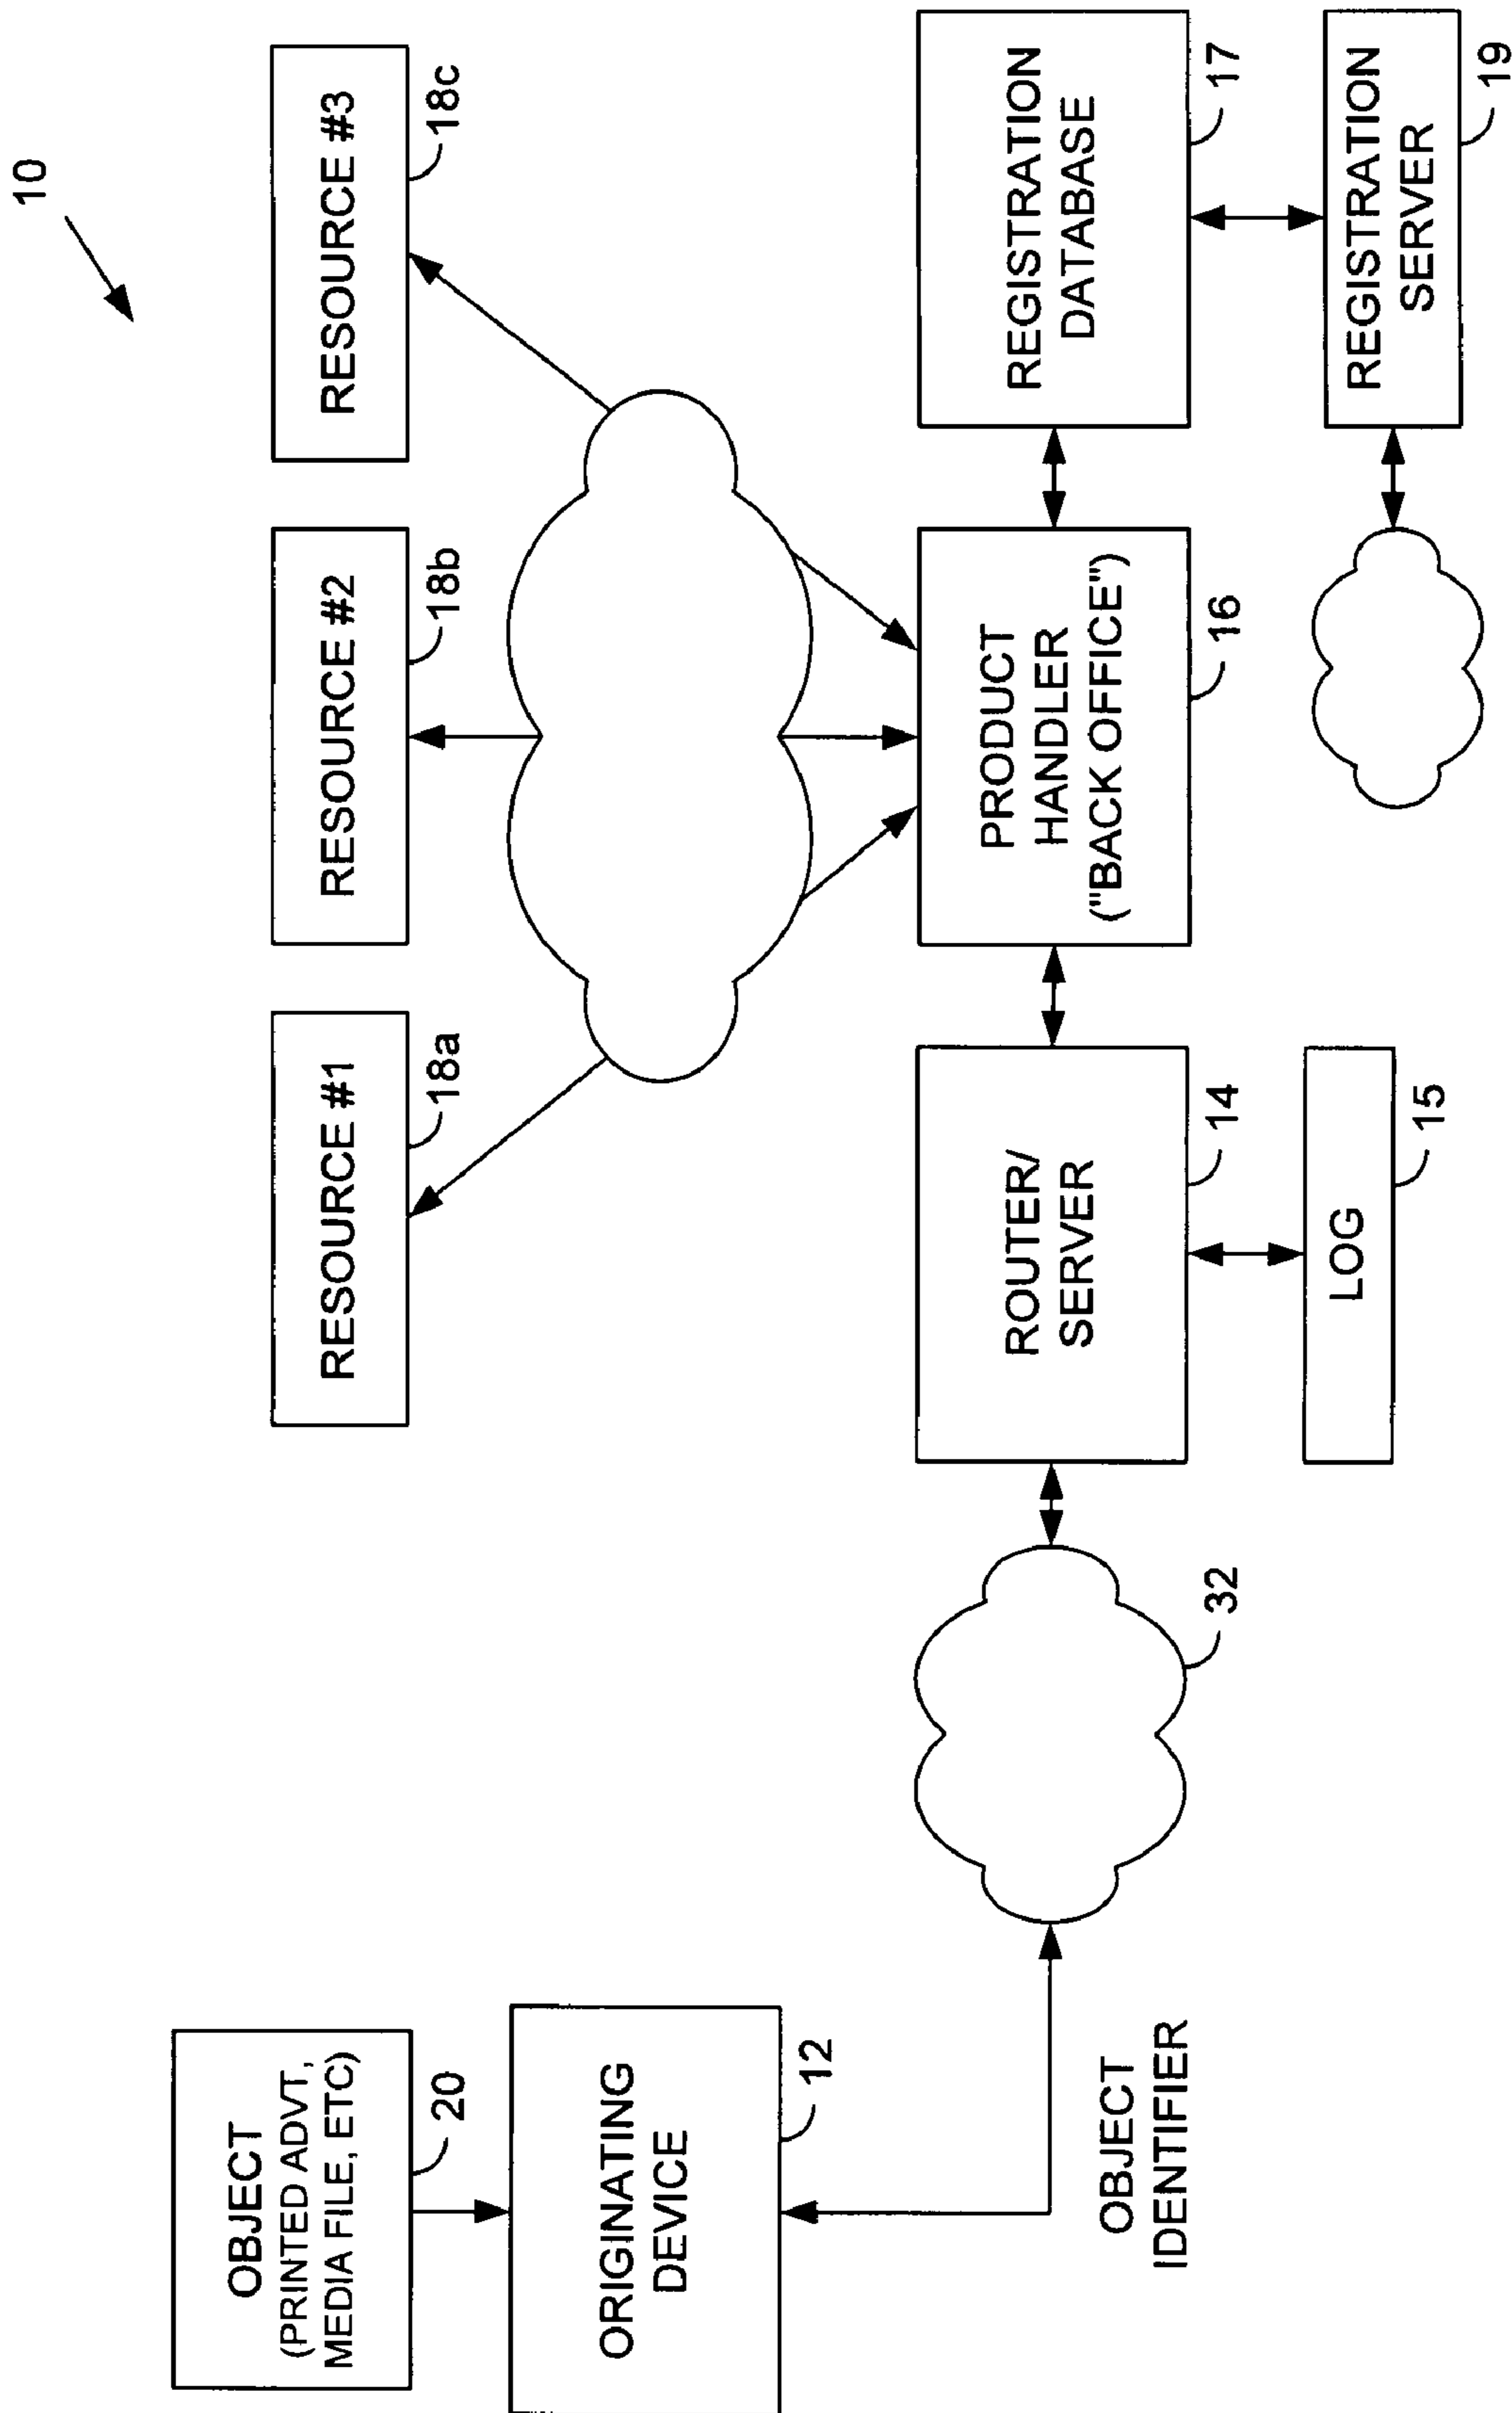 10
OBJECT
(PRINTED ADVT,
MEDIA FILE, ETC)
20
ORIGINATING
DEVICE
12
OBJECT
IDENTIFIER
32
RESOURCE #1
18a
RESOURCE #2
18b
RESOURCE #3
18c
ROUTER/
SERVER
14
LOG
15
PRODUCT
HANDLER
("BACK OFFICE")
16
REGISTRATION
DATABASE
17
REGISTRATION
SERVER
19